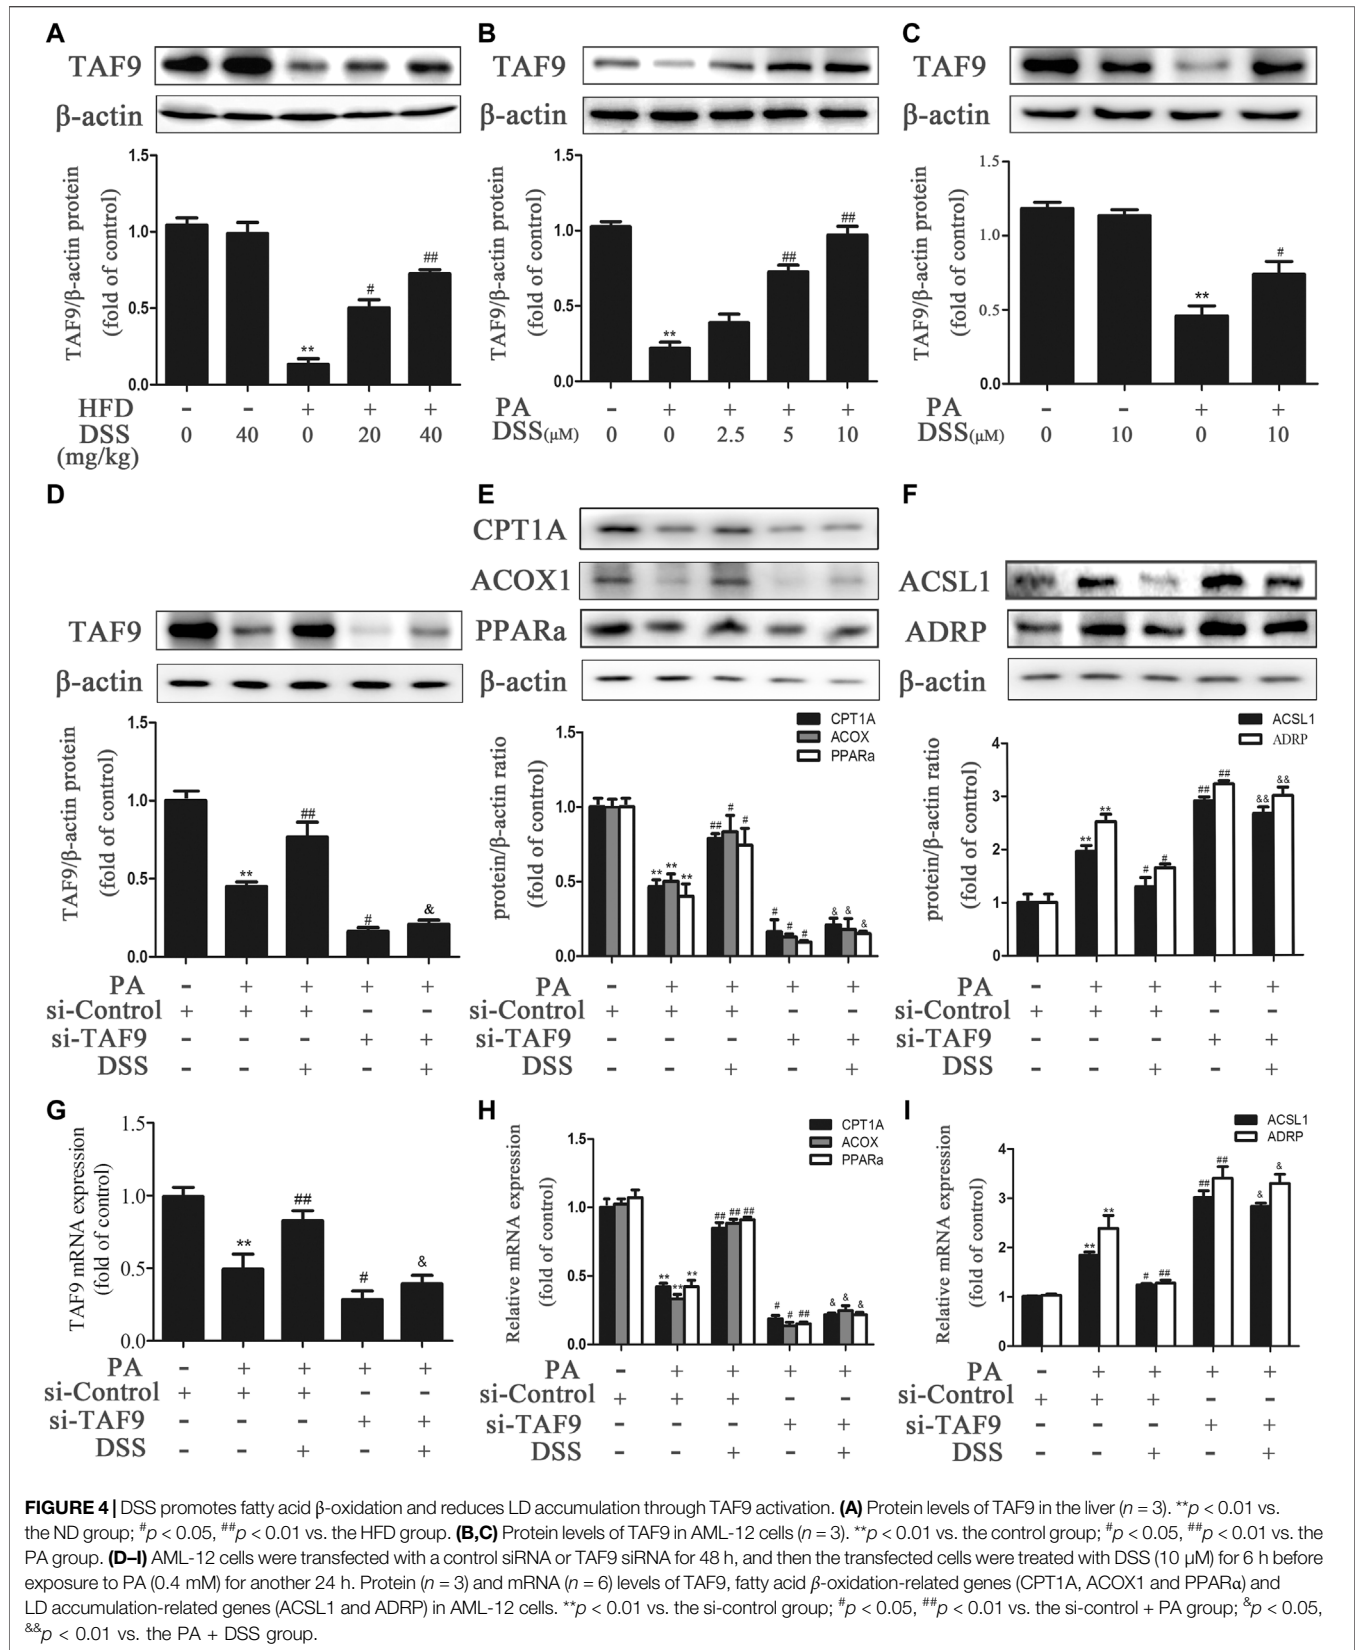 A
TAF9
β-actin
TAF9/β-actin protein
(fold of control)
1.5
1.0
0.5
0.0
**
#
##
HFD - - + + +
DSS 0 40 0 20 40
(mg/kg)
B
TAF9
β-actin
TAF9/β-actin protein
(fold of control)
1.5
1.0
0.5
0.0
**
##
##
PA - + + + +
DSS(μM) 0 0 2.5 5 10
C
TAF9
β-actin
TAF9/β-actin protein
(fold of control)
1.5
1.0
0.5
0.0
**
#
PA - - + +
DSS(μM) 0 10 0 10
D
TAF9
β-actin
TAF9/β-actin protein
(fold of control)
1.5
1.0
0.5
0.0
** ## # &
PA - + + + +
si-Control + + + - -
si-TAF9 - - - + +
DSS - - + - +
E
CPT1A
ACOX1
PPARa
β-actin
CPT1A
ACOX
PPARa
protein/β-actin ratio
(fold of control)
1.5
1.0
0.5
0.0
** ** ** ## # # # # # & & &
PA - + + + +
si-Control + + + - -
si-TAF9 - - - + +
DSS - - + - +
F
ACSL1
ADRP
β-actin
ACSL1
ADRP
protein/β-actin ratio
(fold of control)
4
3
2
1
0
** ** # # ## ## && &&
PA - + + + +
si-Control + + + - -
si-TAF9 - - - + +
DSS - - + - +
G
TAF9 mRNA expression
(fold of control)
1.5
1.0
0.5
0.0
** ## # &
PA - + + + +
si-Control + + + - -
si-TAF9 - - - + +
DSS - - + - +
H
CPT1A
ACOX
PPARa
Relative mRNA expression
(fold of control)
1.5
1.0
0.5
0.0
** ** ** ## ## ## # # ## & & &
PA - + + + +
si-Control + + + - -
si-TAF9 - - - + +
DSS - - + - +
I
ACSL1
ADRP
Relative mRNA expression
(fold of control)
4
3
2
1
0
** ** # ## ## ## & &
PA - + + + +
si-Control + + + - -
si-TAF9 - - - + +
DSS - - + - +
FIGURE 4 | DSS promotes fatty acid β-oxidation and reduces LD accumulation through TAF9 activation. (A) Protein levels of TAF9 in the liver (n = 3). **p < 0.01 vs.
the ND group; #p < 0.05, ##p < 0.01 vs. the HFD group. (B,C) Protein levels of TAF9 in AML-12 cells (n = 3). **p < 0.01 vs. the control group; #p < 0.05, ##p < 0.01 vs. the
PA group. (D–I) AML-12 cells were transfected with a control siRNA or TAF9 siRNA for 48 h, and then the transfected cells were treated with DSS (10 μM) for 6 h before
exposure to PA (0.4 mM) for another 24 h. Protein (n = 3) and mRNA (n = 6) levels of TAF9, fatty acid β-oxidation-related genes (CPT1A, ACOX1 and PPARα) and
LD accumulation-related genes (ACSL1 and ADRP) in AML-12 cells. **p < 0.01 vs. the si-control group; #p < 0.05, ##p < 0.01 vs. the si-control + PA group; &p < 0.05,
&&p < 0.01 vs. the PA + DSS group.